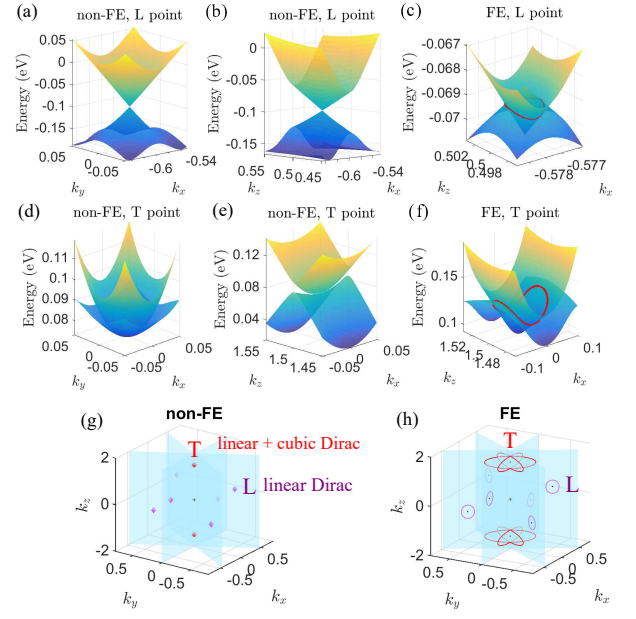 (a) non-FE, L point
0.05
0
-0.05
-0.1
-0.15
Energy (eV)
0.05
0
-0.05
-0.6
-0.54
k_y
k_x
(b) non-FE, L point
0
-0.05
-0.1
-0.15
Energy (eV)
0.55
0.5
0.45
-0.6
-0.54
k_z
k_x
(c) FE, L point
-0.067
-0.068
-0.069
-0.07
Energy (eV)
0.502
0.5
0.498
-0.578
-0.577
k_z
k_x
(d) non-FE, T point
0.11
0.1
0.09
0.08
Energy (eV)
0.05
0
-0.05
-0.05
0
0.05
k_y
k_x
(e) non-FE, T point
0.12
0.08
0.04
Energy (eV)
1.55
1.5
1.45
-0.05
0
0.05
k_z
k_x
(f) FE, T point
0.15
0.1
Energy (eV)
1.52
1.5
1.48
-0.1
0
0.1
k_z
k_x
(g) non-FE
T linear + cubic Dirac
L linear Dirac
2
0
-2
k_z
0.5
0
-0.5
-0.5
0
0.5
k_y
k_x
(h) FE
T
L
2
0
-2
k_z
0.5
0
-0.5
-0.5
0
0.5
k_y
k_x